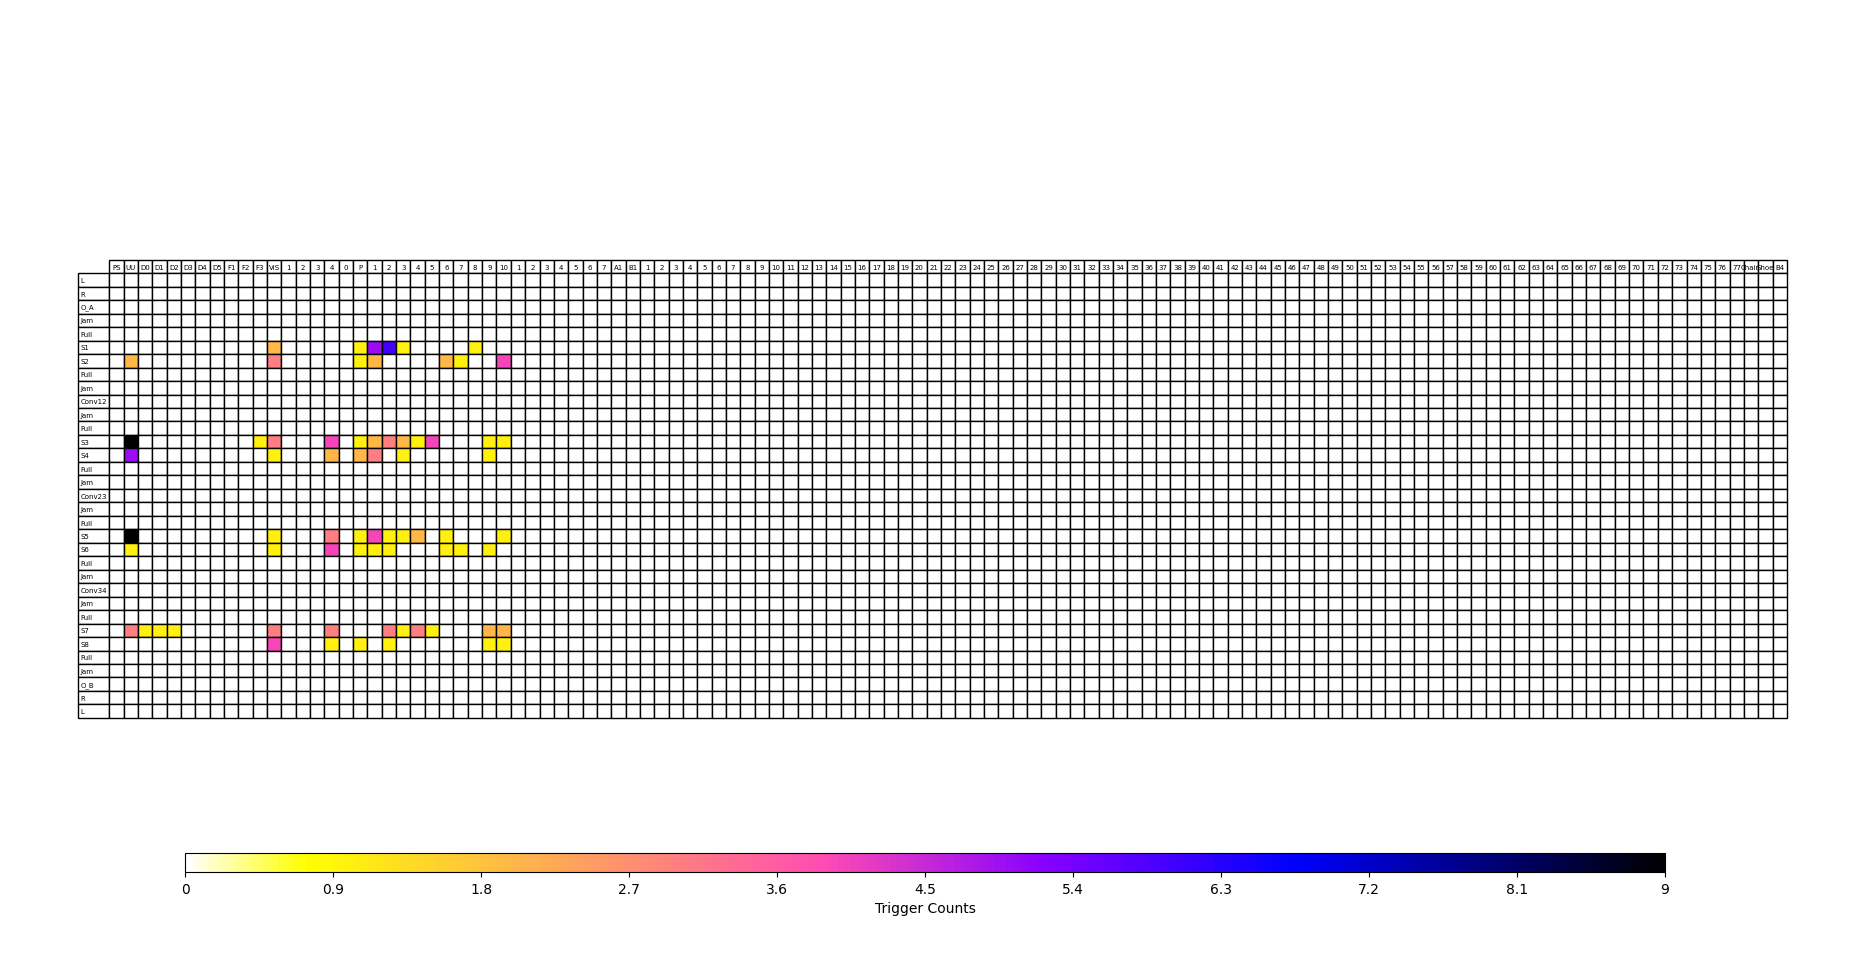 PS UU D0 D1 D2 D3 D4 D5 F1 F2 F3 VIS 1 2 3 4 0 P 1 2 3 4 5 6 7 8 9 10 1 2 3 4 5 6 7 A1 B1 1 2 3 4 5 6 7 8 9 10 11 12 13 14 15 16 17 18 19 20 21 22 23 24 25 26 27 28 29 30 31 32 33 34 35 36 37 38 39 40 41 42 43 44 45 46 47 48 49 50 51 52 53 54 55 56 57 58 59 60 61 62 63 64 65 66 67 68 69 70 71 72 73 74 75 76 77 B4
L
R
O_A
Jam
Full
S1
S2
Full
Jam
Conv12
Jam
Full
S3
S4
Full
Jam
Conv23
Jam
Full
S5
S6
Full
Jam
Conv34
Jam
Full
S7
S8
Full
Jam
O_B
R
L
0 0.9 1.8 2.7 3.6 4.5 5.4 6.3 7.2 8.1 9
Trigger Counts